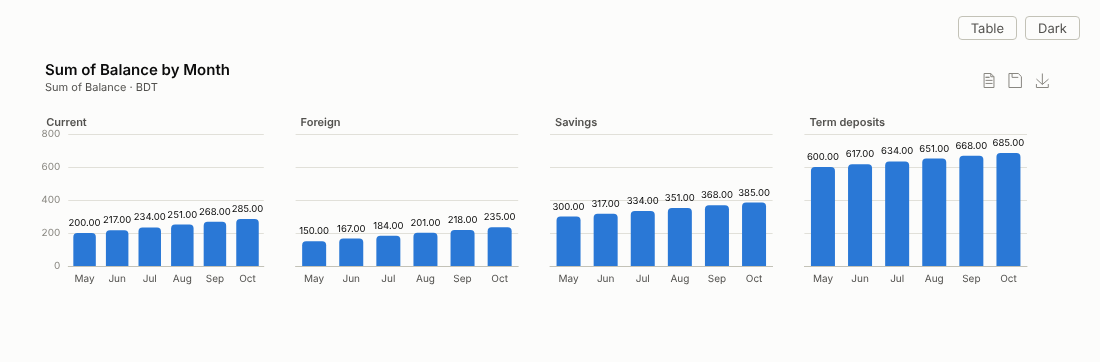 Table Dark
Sum of Balance by Month
Sum of Balance · BDT
Current Foreign Savings Term deposits
800
600
400
200
0
200.00 217.00 234.00 251.00 268.00 285.00
150.00 167.00 184.00 201.00 218.00 235.00
300.00 317.00 334.00 351.00 368.00 385.00
600.00 617.00 634.00 651.00 668.00 685.00
May Jun Jul Aug Sep Oct May Jun Jul Aug Sep Oct May Jun Jul Aug Sep Oct May Jun Jul Aug Sep Oct